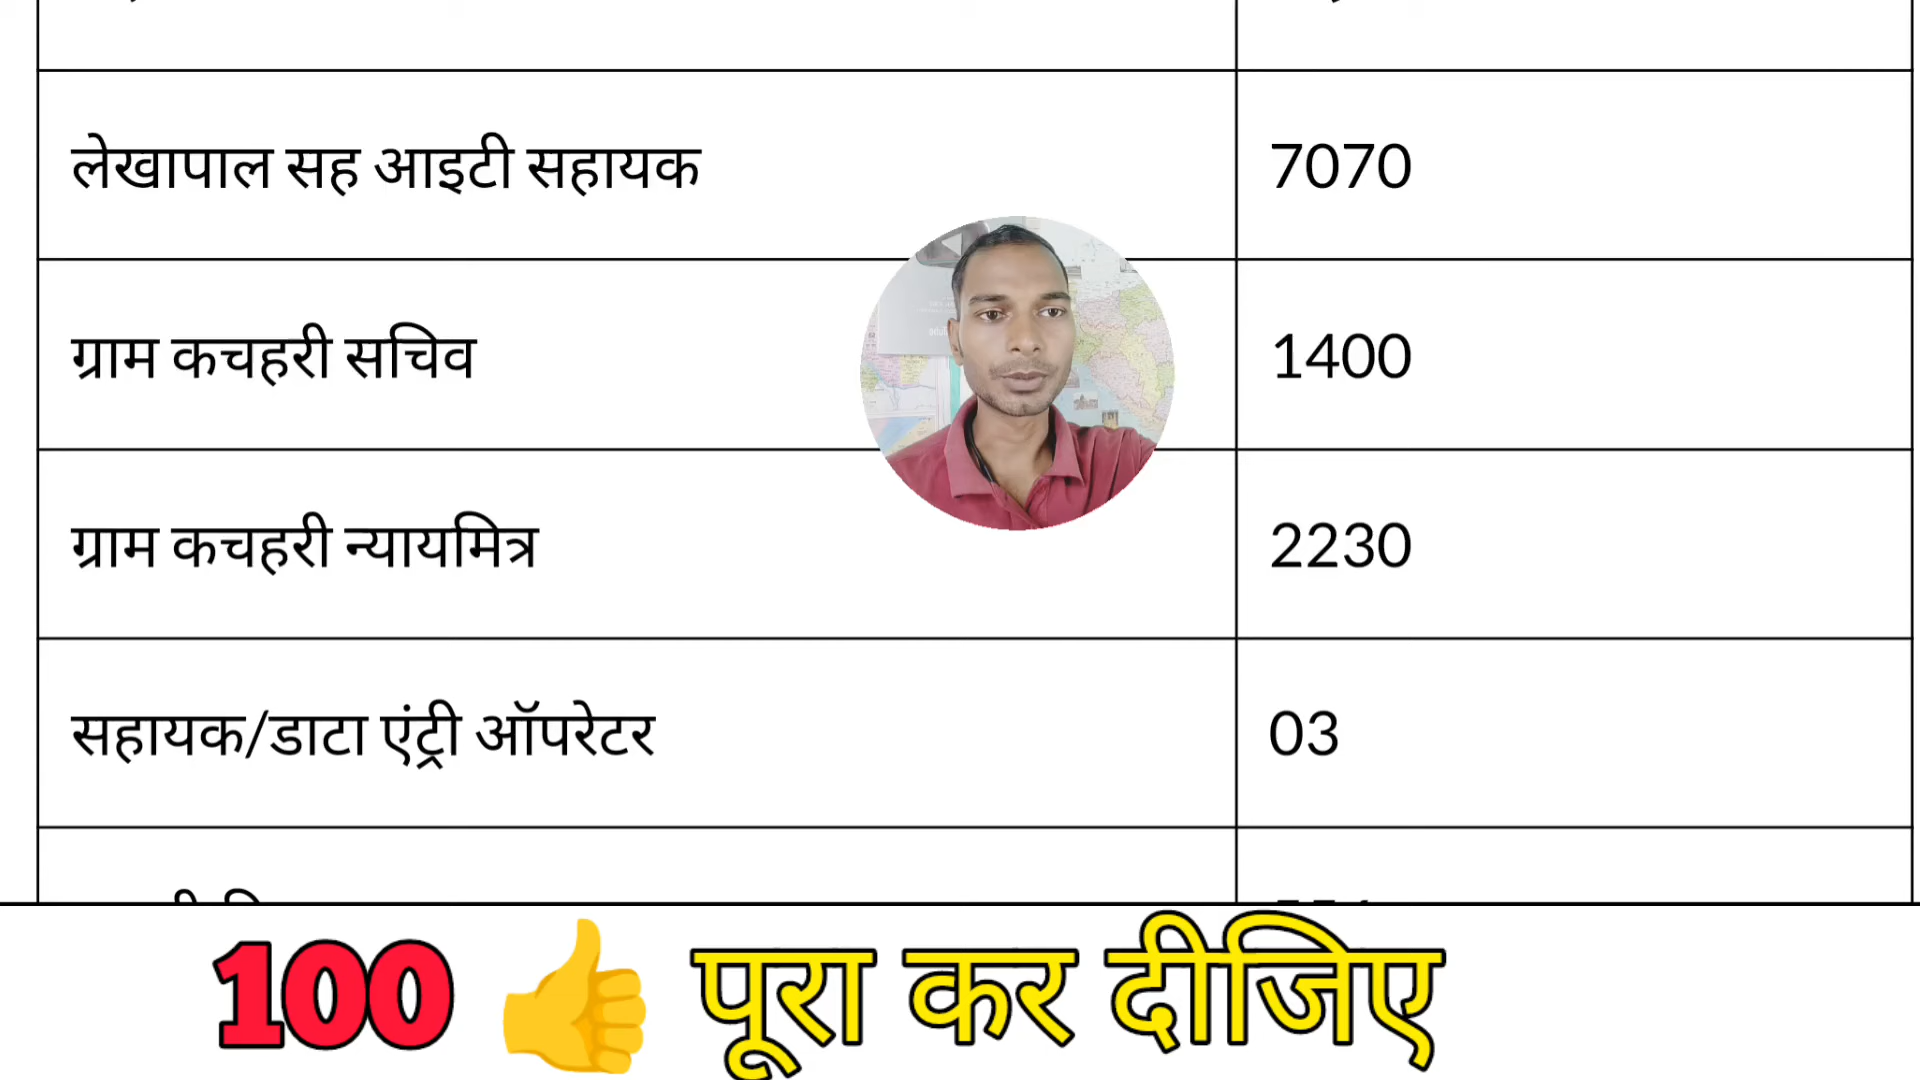 लेखापाल सह आइटी सहायक 7070
ग्राम कचहरी सचिव 1400
ग्राम कचहरी न्यायमित्र 2230
सहायक/डाटा एंट्री ऑपरेटर 03
100 👍 पूरा कर दीजिए